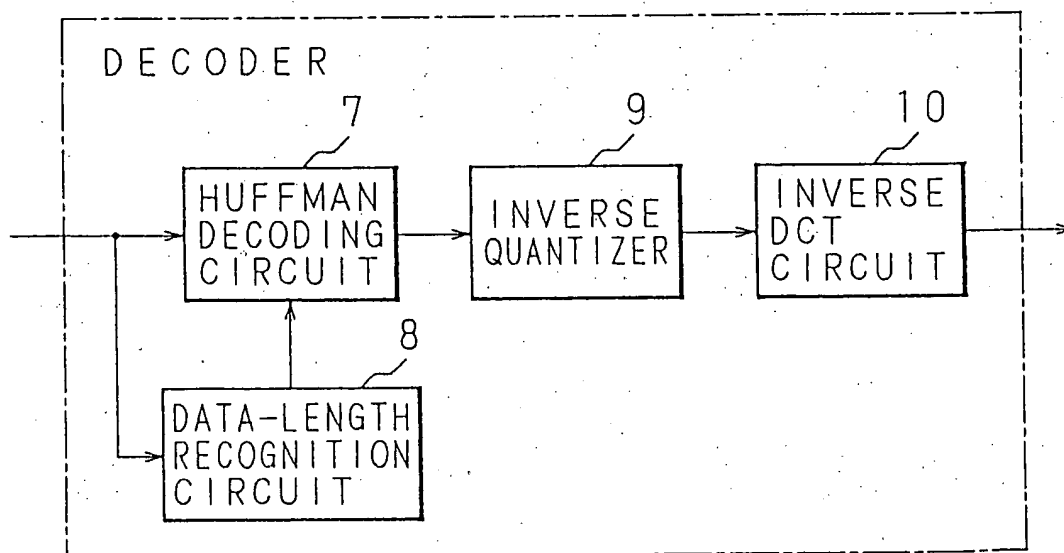 DECODER
7
HUFFMAN
DECODING
CIRCUIT
9
INVERSE
QUANTIZER
10
INVERSE
DCT
CIRCUIT
8
DATA-LENGTH
RECOGNITION
CIRCUIT